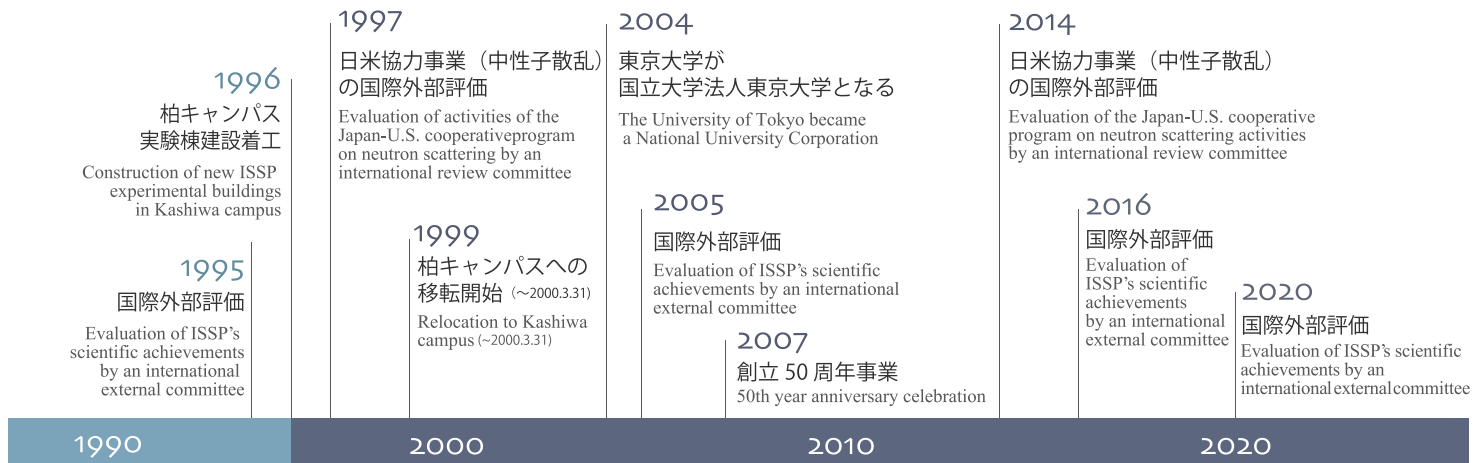 1995
国際外部評価
Evaluation of ISSP's
scientific achievements
by an international
external committee
1996
柏キャンパス
実験棟建設着工
Construction of new ISSP
experimental buildings
in Kashiwa campus
1997
日米協力事業（中性子散乱）
の国際外部評価
Evaluation of activities of the
Japan-U.S. cooperativeprogram
on neutron scattering by an
international review committee
1999
柏キャンパスへの
移転開始（～2000.3.31）
Relocation to Kashiwa
campus (~2000.3.31)
2004
東京大学が
国立大学法人東京大学となる
The University of Tokyo became
a National University Corporation
2005
国際外部評価
Evaluation of ISSP's scientific
achievements by an international
external committee
2007
創立 50 周年事業
50th year anniversary celebration
2014
日米協力事業（中性子散乱）
の国際外部評価
Evaluation of the Japan-U.S. cooperative
program on neutron scattering activities
by an international review committee
2016
国際外部評価
Evaluation of
ISSP's scientific
achievements
by an international
external committee
2020
国際外部評価
Evaluation of ISSP's scientific
achievements by an
international external committee
1990
2000
2010
2020